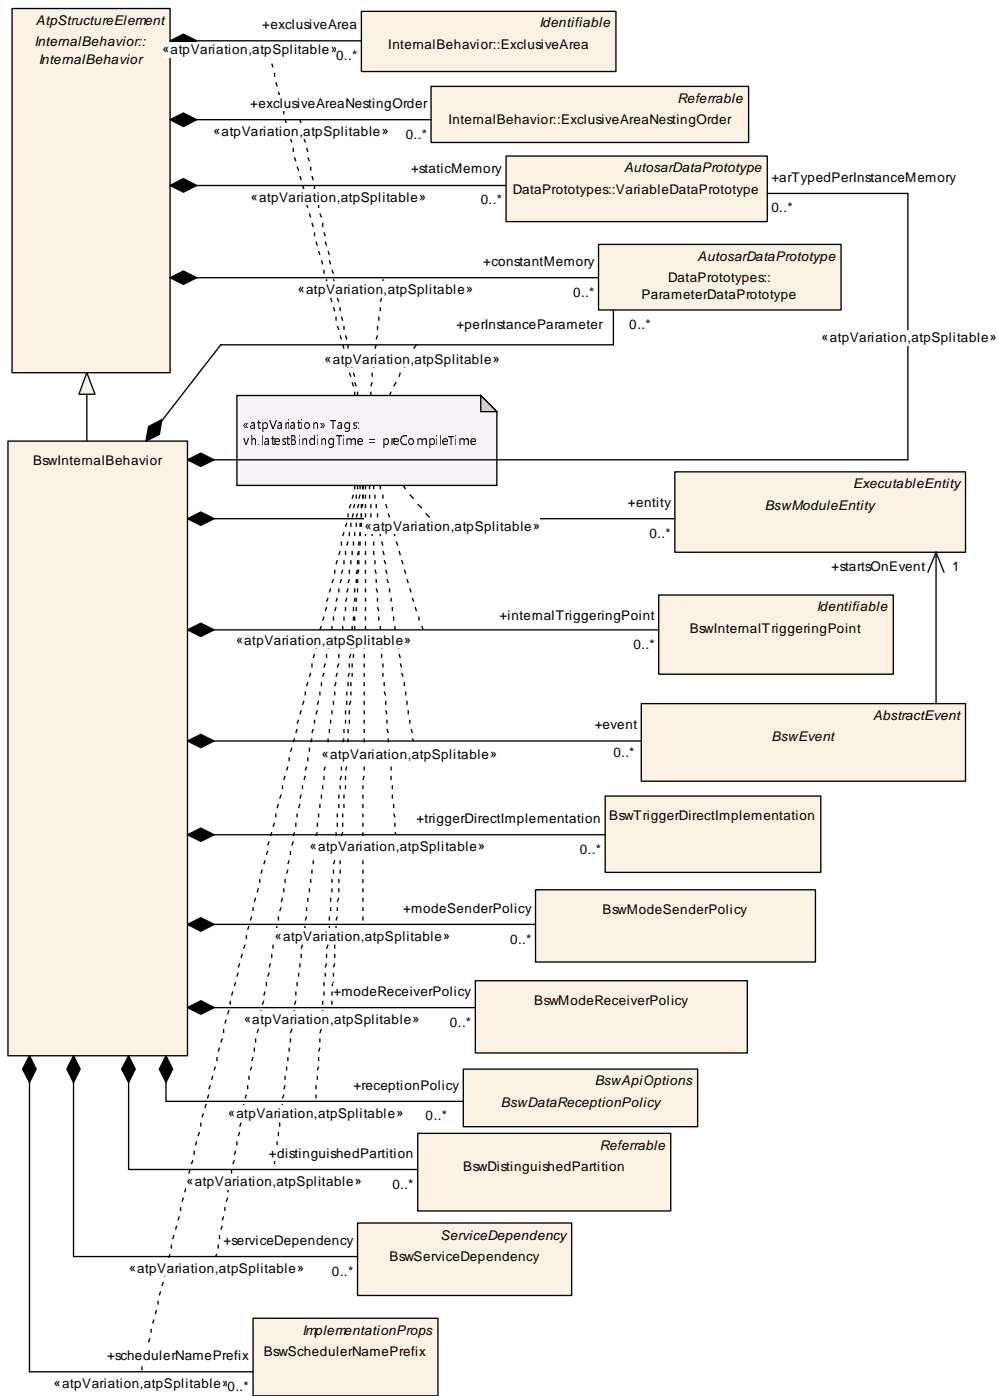 AtpStructureElement
InternalBehavior::
InternalBehavior
+exclusiveArea
«atpVariation,atpSplitable»
0..*
Identifiable
InternalBehavior::ExclusiveArea
+exclusiveAreaNestingOrder
«atpVariation,atpSplitable»
0..*
Referrable
InternalBehavior::ExclusiveAreaNestingOrder
+staticMemory
«atpVariation,atpSplitable»
0..*
AutosarDataPrototype
DataPrototypes::VariableDataPrototype
+arTypedPerInstanceMemory
0..*
«atpVariation,atpSplitable»
+constantMemory
«atpVariation,atpSplitable»
0..*
AutosarDataPrototype
DataPrototypes::
ParameterDataPrototype
+perInstanceParameter
0..*
«atpVariation,atpSplitable»
«atpVariation» Tags:
vh.latestBindingTime = preCompileTime
BswInternalBehavior
+entity
«atpVariation,atpSplitable»
0..*
ExecutableEntity
BswModuleEntity
+startsOnEvent
1
+internalTriggeringPoint
«atpVariation,atpSplitable»
0..*
Identifiable
BswInternalTriggeringPoint
+event
«atpVariation,atpSplitable»
0..*
AbstractEvent
BswEvent
+triggerDirectImplementation
«atpVariation,atpSplitable»
0..*
BswTriggerDirectImplementation
+modeSenderPolicy
«atpVariation,atpSplitable»
0..*
BswModeSenderPolicy
+modeReceiverPolicy
«atpVariation,atpSplitable»
0..*
BswModeReceiverPolicy
+receptionPolicy
«atpVariation,atpSplitable»
0..*
BswApiOptions
BswDataReceptionPolicy
+distinguishedPartition
«atpVariation,atpSplitable»
0..*
Referrable
BswDistinguishedPartition
+serviceDependency
«atpVariation,atpSplitable»
0..*
ServiceDependency
BswServiceDependency
+schedulerNamePrefix
«atpVariation,atpSplitable»
0..*
ImplementationProps
BswSchedulerNamePrefix